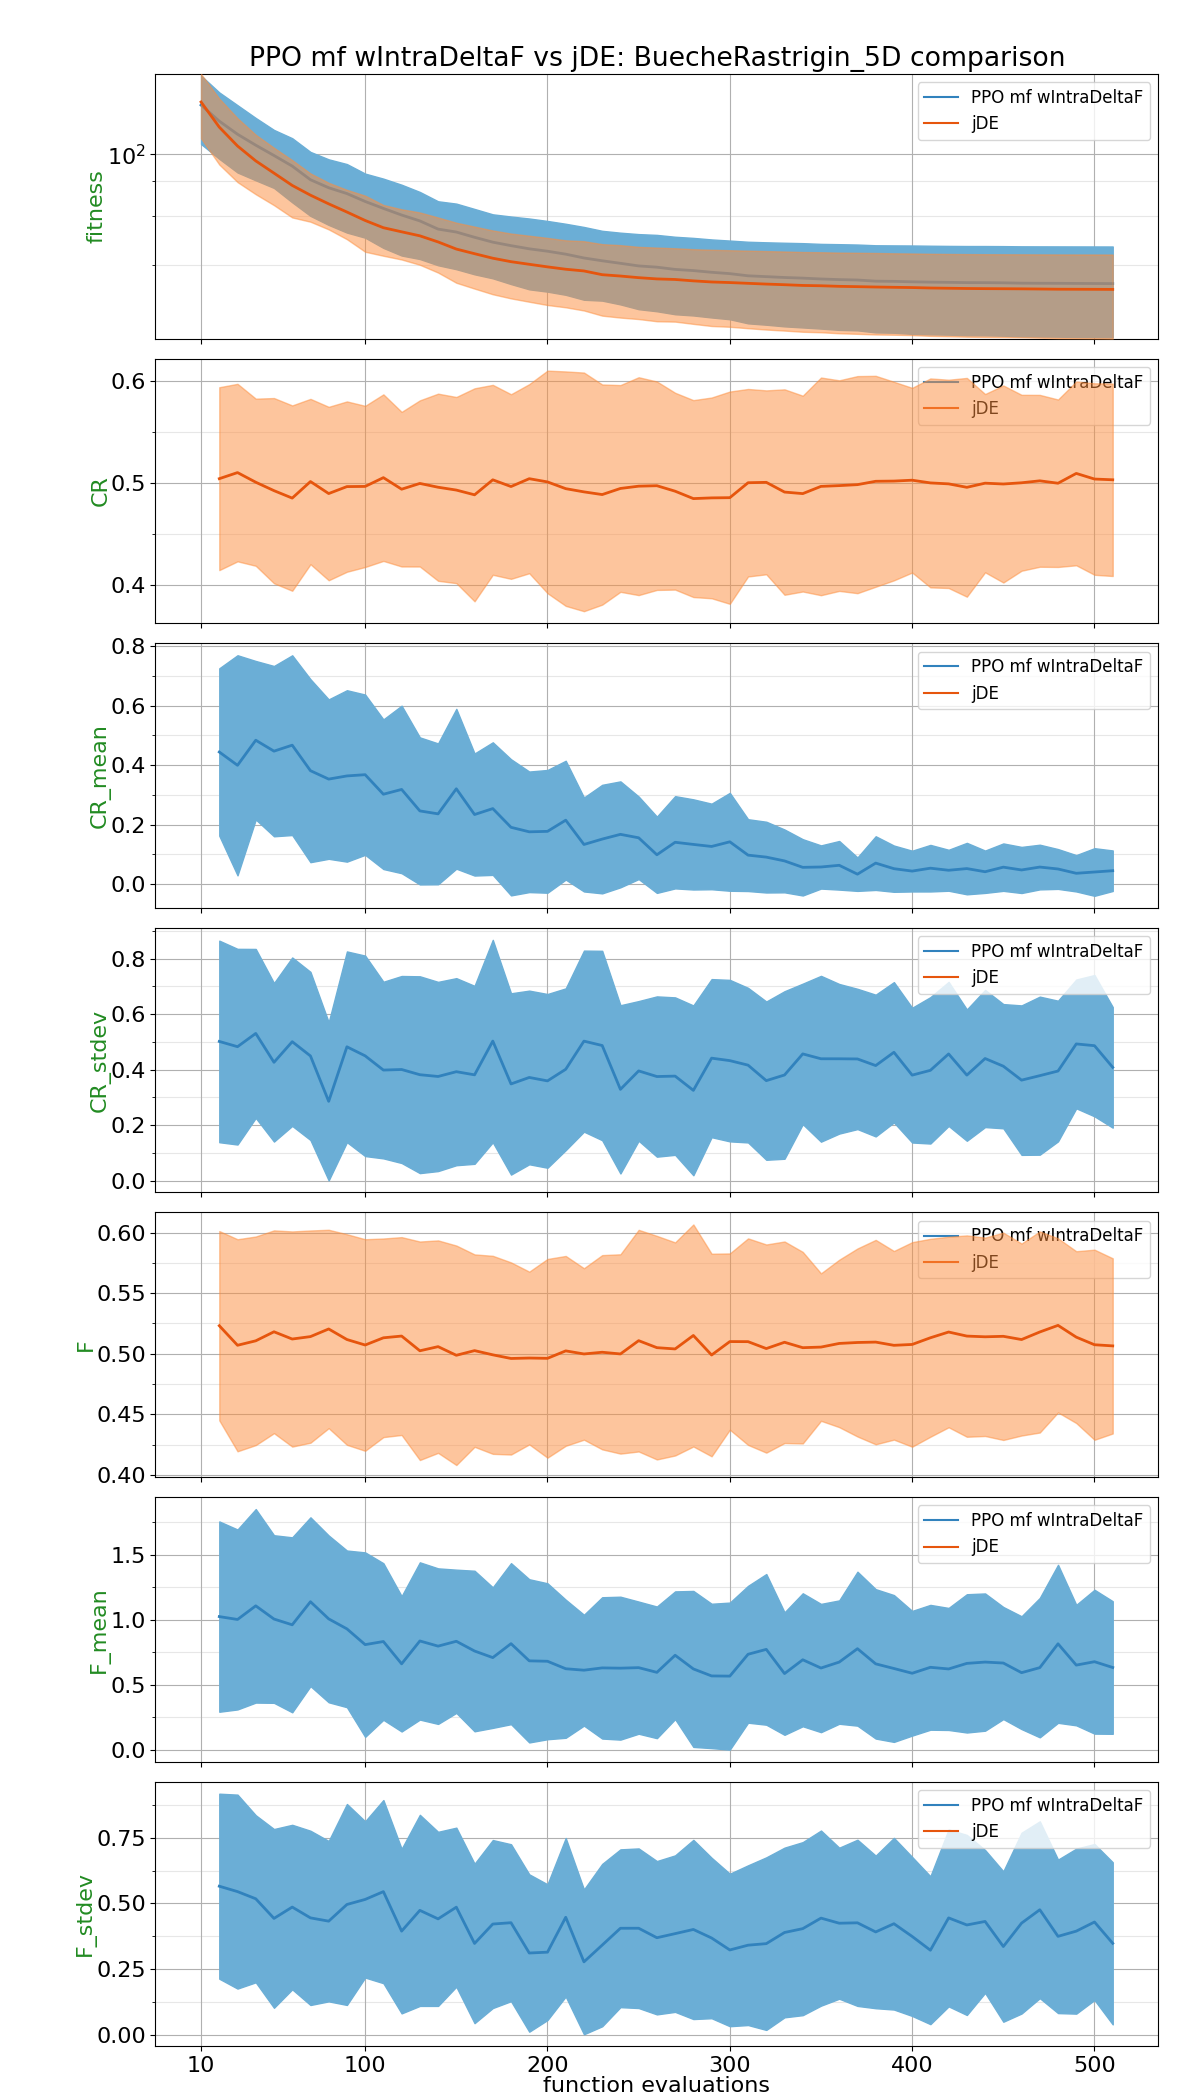 PPO mf wIntraDeltaF vs jDE: BuecheRastrigin_5D comparison
PPO mf wIntraDeltaF
jDE
10²
fitness
PPO mf wIntraDeltaF
jDE
0.6
0.5
0.4
CR
PPO mf wIntraDeltaF
jDE
0.8
0.6
0.4
0.2
0.0
CR_mean
PPO mf wIntraDeltaF
jDE
0.8
0.6
0.4
0.2
0.0
CR_stdev
PPO mf wIntraDeltaF
jDE
0.60
0.55
0.50
0.45
0.40
F
PPO mf wIntraDeltaF
jDE
1.5
1.0
0.5
0.0
F_mean
PPO mf wIntraDeltaF
jDE
0.75
0.50
0.25
0.00
F_stdev
10 100 200 300 400 500
function evaluations